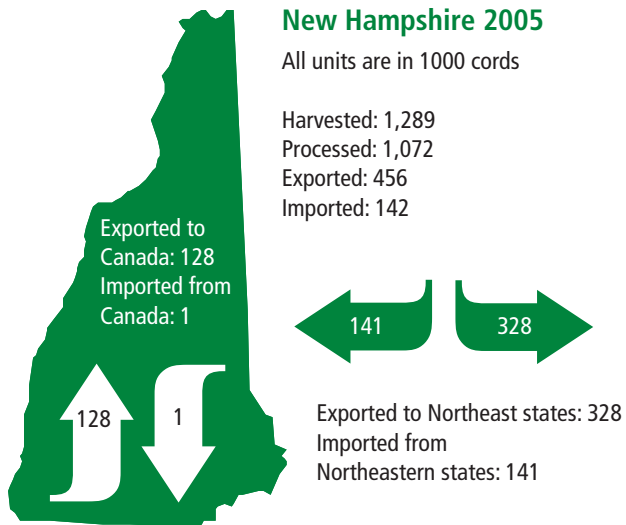 New Hampshire 2005
All units are in 1000 cords
Harvested: 1,289
Processed: 1,072
Exported: 456
Imported: 142
Exported to
Canada: 128
Imported from
Canada: 1
141
328
128
1
Exported to Northeast states: 328
Imported from
Northeastern states: 141